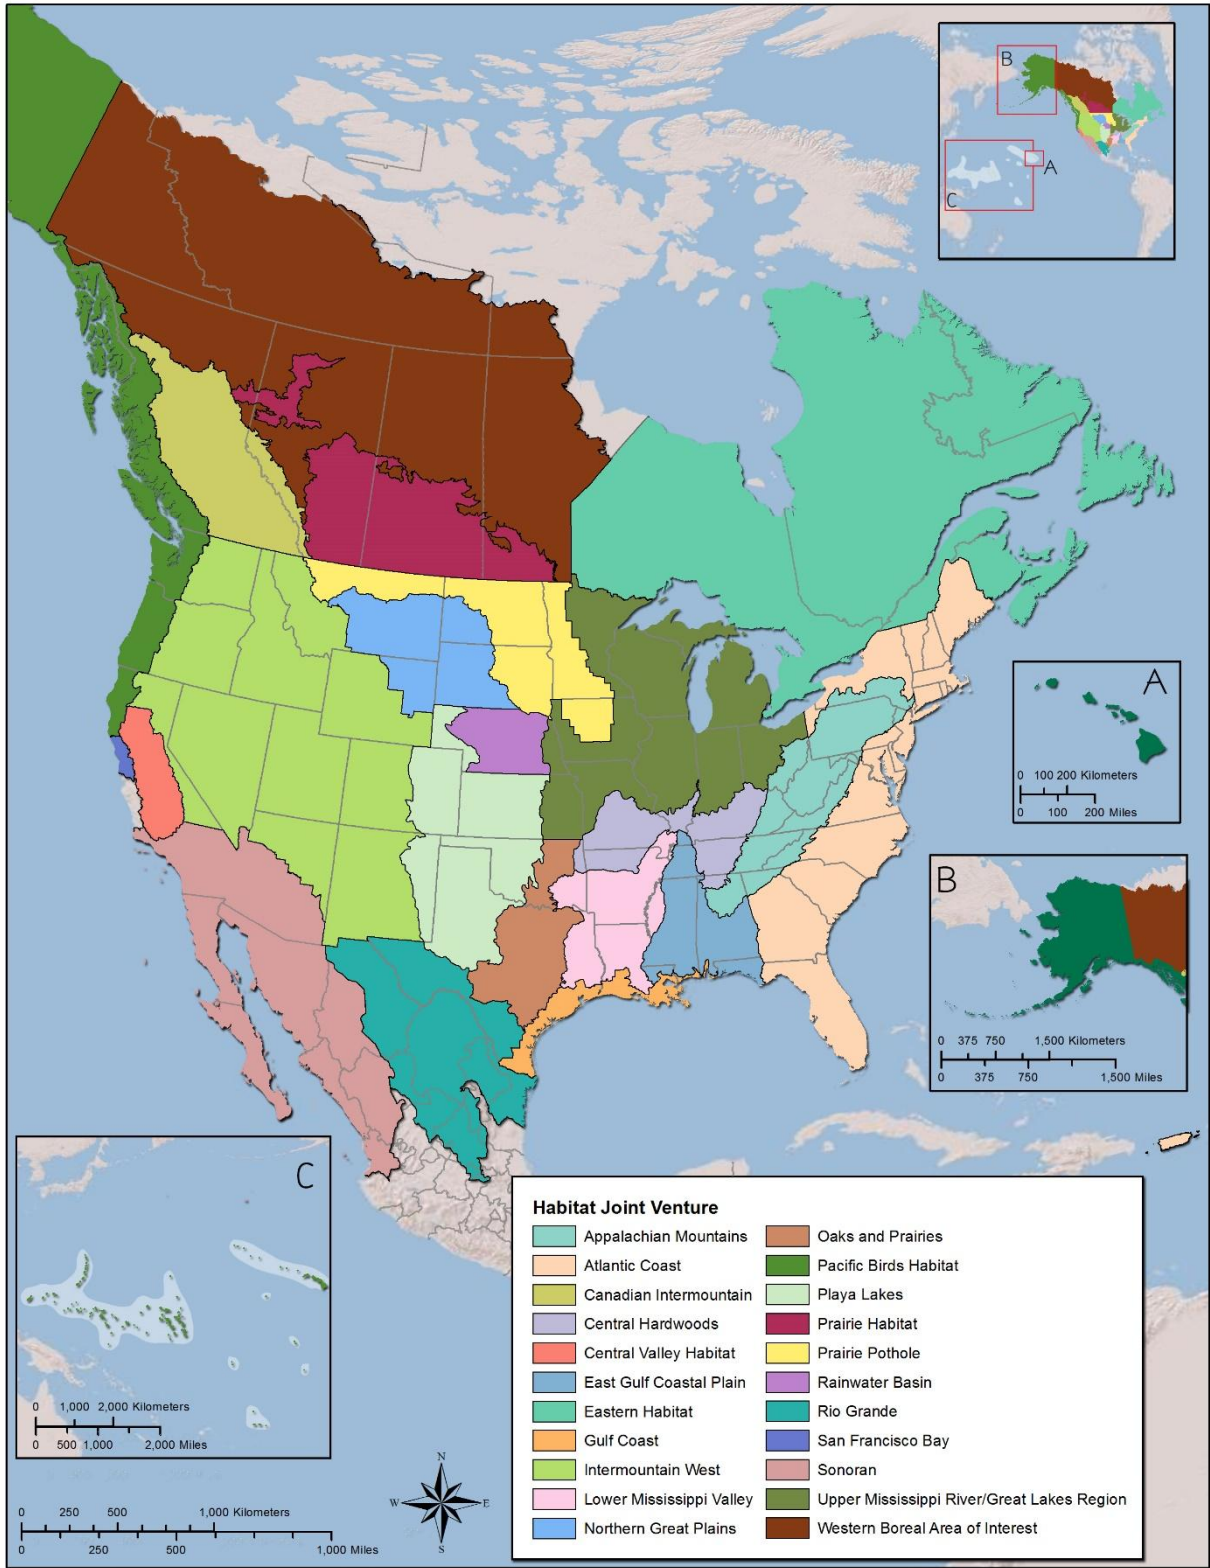 B
A
C
A
0 100 200 Kilometers
0 100 200 Miles
B
0 375 750 1,500 Kilometers
0 375 750 1,500 Miles
C
0 1,000 2,000 Kilometers
0 500 1,000 2,000 Miles
Habitat Joint Venture
Appalachian Mountains
Atlantic Coast
Canadian Intermountain
Central Hardwoods
Central Valley Habitat
East Gulf Coastal Plain
Eastern Habitat
Gulf Coast
Intermountain West
Lower Mississippi Valley
Northern Great Plains
Oaks and Prairies
Pacific Birds Habitat
Playa Lakes
Prairie Habitat
Prairie Pothole
Rainwater Basin
Rio Grande
San Francisco Bay
Sonoran
Upper Mississippi River/Great Lakes Region
Western Boreal Area of Interest
N
W E
S
0 250 500 1,000 Kilometers
0 250 500 1,000 Miles